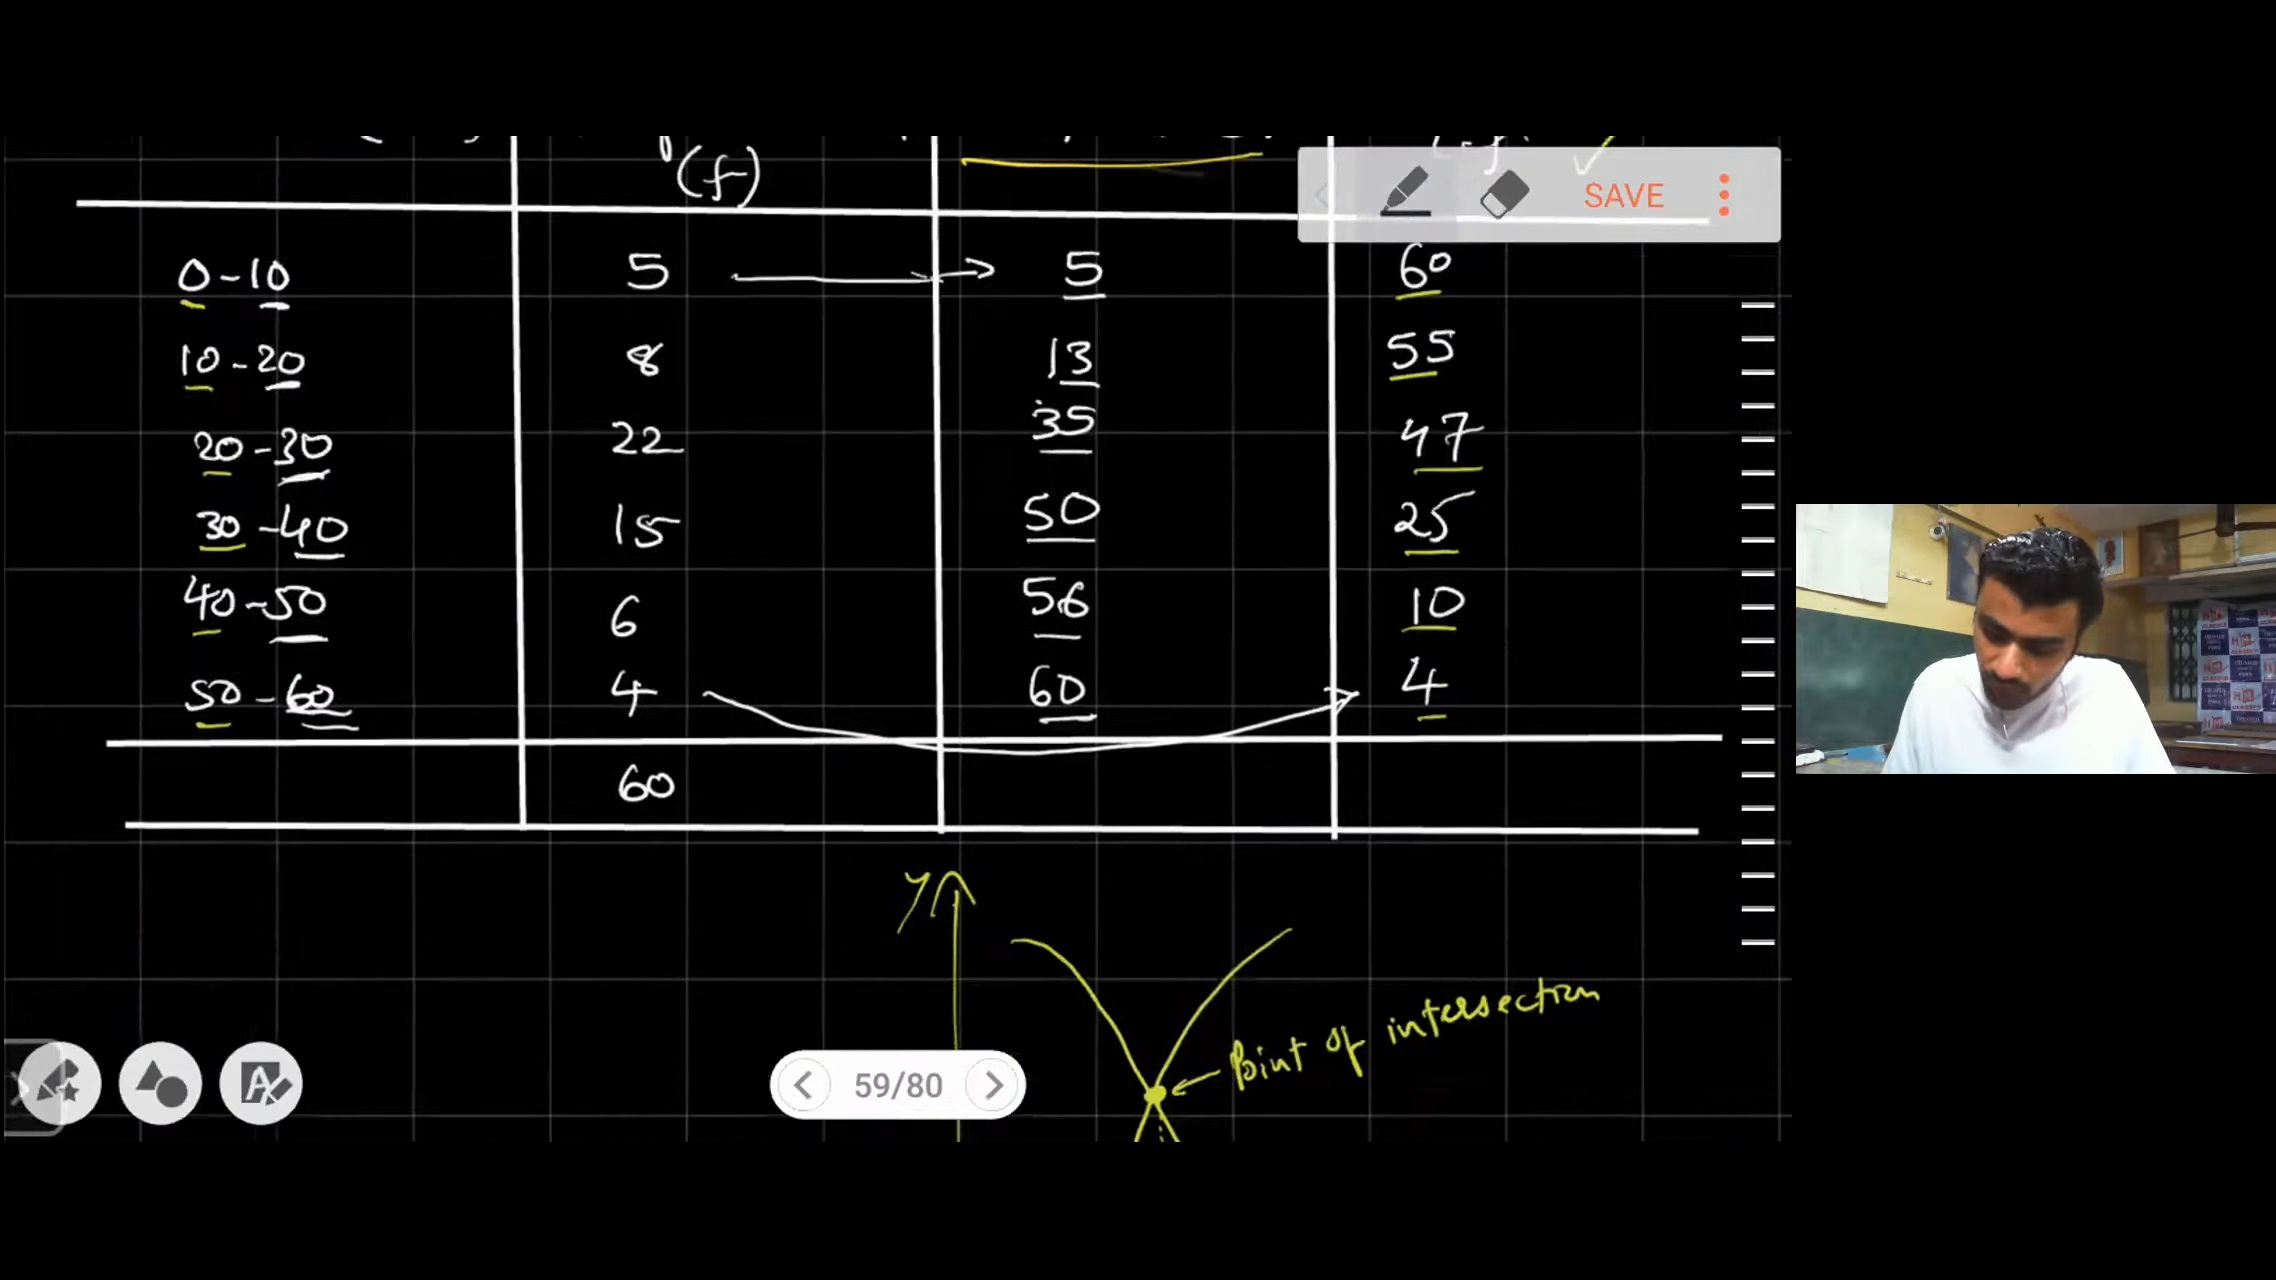 (f)
SAVE
0-10 5 5 60
10-20 8 13 55
20-30 22 35 47
30-40 15 50 25
40-50 6 56 10
50-60 4 60 4
60
y
Point of intersection
59/80